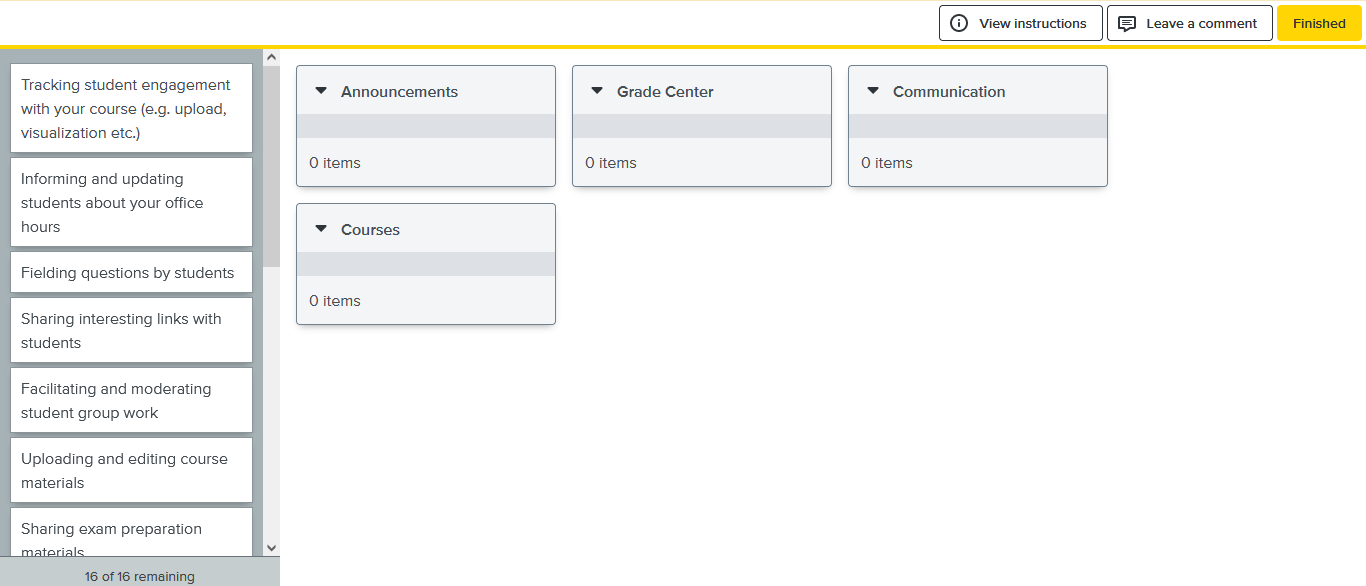 View instructions
Leave a comment
Finished
Tracking student engagement
with your course (e.g. upload,
visualization etc.)
Informing and updating
students about your office
hours
Fielding questions by students
Sharing interesting links with
students
Facilitating and moderating
student group work
Uploading and editing course
materials
Sharing exam preparation
materials
16 of 16 remaining
Announcements
0 items
Grade Center
0 items
Communication
0 items
Courses
0 items